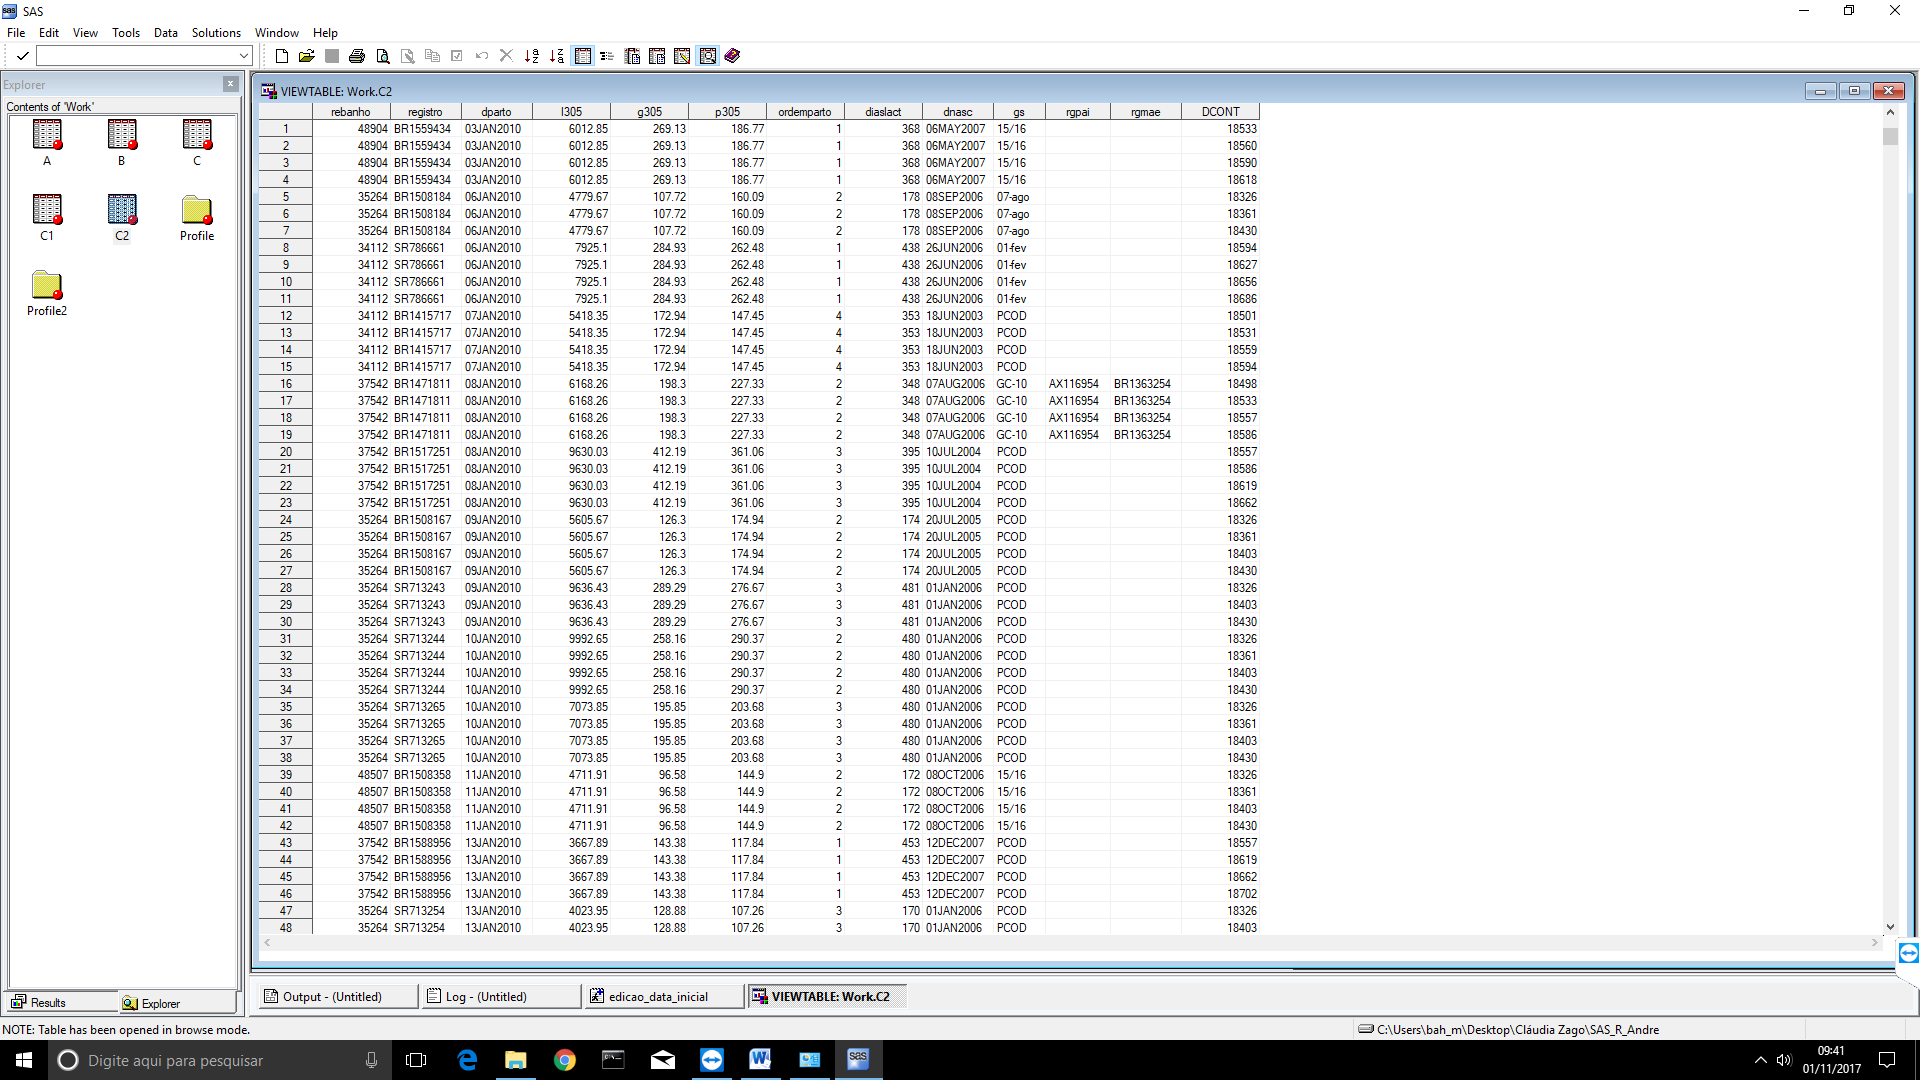 SAS
File Edit View Tools Data Solutions Window Help
Explorer
Contents of 'Work'
A B C
C1 C2 Profile
Profile2
Results Explorer
VIEWTABLE: Work.C2
rebanho registro dparto l305 g305 p305 ordemparto diaslact dnasc gs rgpai rgmae DCONT
1 48904 BR1559434 03JAN2010 6012.85 269.13 186.77 1 368 06MAY2007 15/16 18533
2 48904 BR1559434 03JAN2010 6012.85 269.13 186.77 1 368 06MAY2007 15/16 18560
3 48904 BR1559434 03JAN2010 6012.85 269.13 186.77 1 368 06MAY2007 15/16 18590
4 48904 BR1559434 03JAN2010 6012.85 269.13 186.77 1 368 06MAY2007 15/16 18618
5 35264 BR1508184 06JAN2010 4779.67 107.72 160.09 2 178 08SEP2006 07-ago 18326
6 35264 BR1508184 06JAN2010 4779.67 107.72 160.09 2 178 08SEP2006 07-ago 18361
7 35264 BR1508184 06JAN2010 4779.67 107.72 160.09 2 178 08SEP2006 07-ago 18430
8 34112 SR786661 06JAN2010 7925.1 284.93 262.48 1 438 26JUN2006 01-fev 18594
9 34112 SR786661 06JAN2010 7925.1 284.93 262.48 1 438 26JUN2006 01-fev 18627
10 34112 SR786661 06JAN2010 7925.1 284.93 262.48 1 438 26JUN2006 01-fev 18656
11 34112 SR786661 06JAN2010 7925.1 284.93 262.48 1 438 26JUN2006 01-fev 18686
12 34112 BR1415717 07JAN2010 5418.35 172.94 147.45 4 353 18JUN2003 PCOD 18501
13 34112 BR1415717 07JAN2010 5418.35 172.94 147.45 4 353 18JUN2003 PCOD 18531
14 34112 BR1415717 07JAN2010 5418.35 172.94 147.45 4 353 18JUN2003 PCOD 18559
15 34112 BR1415717 07JAN2010 5418.35 172.94 147.45 4 353 18JUN2003 PCOD 18594
16 37542 BR1471811 08JAN2010 6168.26 198.3 227.33 2 348 07AUG2006 GC-10 AX116954 BR1363254 18498
17 37542 BR1471811 08JAN2010 6168.26 198.3 227.33 2 348 07AUG2006 GC-10 AX116954 BR1363254 18533
18 37542 BR1471811 08JAN2010 6168.26 198.3 227.33 2 348 07AUG2006 GC-10 AX116954 BR1363254 18557
19 37542 BR1471811 08JAN2010 6168.26 198.3 227.33 2 348 07AUG2006 GC-10 AX116954 BR1363254 18586
20 37542 BR1517251 08JAN2010 9630.03 412.19 361.06 3 395 10JUL2004 PCOD 18557
21 37542 BR1517251 08JAN2010 9630.03 412.19 361.06 3 395 10JUL2004 PCOD 18586
22 37542 BR1517251 08JAN2010 9630.03 412.19 361.06 3 395 10JUL2004 PCOD 18619
23 37542 BR1517251 08JAN2010 9630.03 412.19 361.06 3 395 10JUL2004 PCOD 18662
24 35264 BR1508167 09JAN2010 5605.67 126.3 174.94 2 174 20JUL2005 PCOD 18326
25 35264 BR1508167 09JAN2010 5605.67 126.3 174.94 2 174 20JUL2005 PCOD 18361
26 35264 BR1508167 09JAN2010 5605.67 126.3 174.94 2 174 20JUL2005 PCOD 18403
27 35264 BR1508167 09JAN2010 5605.67 126.3 174.94 2 174 20JUL2005 PCOD 18430
28 35264 SR713243 09JAN2010 9636.43 289.29 276.67 3 481 01JAN2006 PCOD 18326
29 35264 SR713243 09JAN2010 9636.43 289.29 276.67 3 481 01JAN2006 PCOD 18403
30 35264 SR713243 09JAN2010 9636.43 289.29 276.67 3 481 01JAN2006 PCOD 18430
31 35264 SR713244 10JAN2010 9992.65 258.16 290.37 2 480 01JAN2006 PCOD 18326
32 35264 SR713244 10JAN2010 9992.65 258.16 290.37 2 480 01JAN2006 PCOD 18361
33 35264 SR713244 10JAN2010 9992.65 258.16 290.37 2 480 01JAN2006 PCOD 18403
34 35264 SR713244 10JAN2010 9992.65 258.16 290.37 2 480 01JAN2006 PCOD 18430
35 35264 SR713265 10JAN2010 7073.85 195.85 203.68 3 480 01JAN2006 PCOD 18326
36 35264 SR713265 10JAN2010 7073.85 195.85 203.68 3 480 01JAN2006 PCOD 18361
37 35264 SR713265 10JAN2010 7073.85 195.85 203.68 3 480 01JAN2006 PCOD 18403
38 35264 SR713265 10JAN2010 7073.85 195.85 203.68 3 480 01JAN2006 PCOD 18430
39 48507 BR1508358 11JAN2010 4711.91 96.58 144.9 2 172 08OCT2006 15/16 18326
40 48507 BR1508358 11JAN2010 4711.91 96.58 144.9 2 172 08OCT2006 15/16 18361
41 48507 BR1508358 11JAN2010 4711.91 96.58 144.9 2 172 08OCT2006 15/16 18403
42 48507 BR1508358 11JAN2010 4711.91 96.58 144.9 2 172 08OCT2006 15/16 18430
43 37542 BR1588956 13JAN2010 3667.89 143.38 117.84 1 453 12DEC2007 PCOD 18557
44 37542 BR1588956 13JAN2010 3667.89 143.38 117.84 1 453 12DEC2007 PCOD 18619
45 37542 BR1588956 13JAN2010 3667.89 143.38 117.84 1 453 12DEC2007 PCOD 18662
46 37542 BR1588956 13JAN2010 3667.89 143.38 117.84 1 453 12DEC2007 PCOD 18702
47 35264 SR713254 13JAN2010 4023.95 128.88 107.26 3 170 01JAN2006 PCOD 18326
48 35264 SR713254 13JAN2010 4023.95 128.88 107.26 3 170 01JAN2006 PCOD 18403
Output - (Untitled) Log - (Untitled) edicao_data_inicial VIEWTABLE: Work.C2
NOTE: Table has been opened in browse mode. C:\Users\bah_m\Desktop\Cláudia Zago\SAS_R_Andre
Digite aqui para pesquisar
09:41
01/11/2017